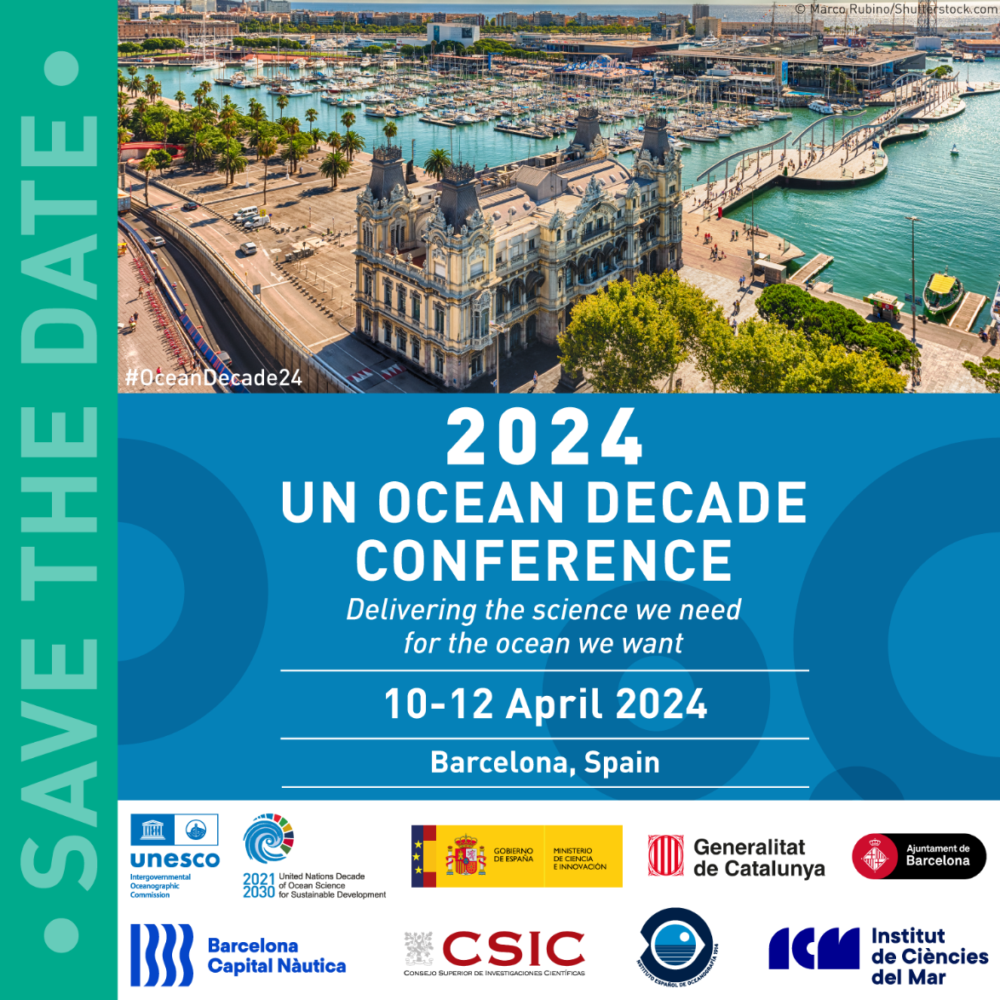 © Marco Rubino/Shutterstock.com
• SAVE THE DATE •
#OceanDecade24
2024
UN OCEAN DECADE
CONFERENCE
Delivering the science we need
for the ocean we want
10-12 April 2024
Barcelona, Spain
unesco
Intergovernmental
Oceanographic
Commission
2021
2030
United Nations Decade
of Ocean Science
for Sustainable Development
GOBIERNO
DE ESPAÑA
MINISTERIO
DE CIENCIA
E INNOVACIÓN
Generalitat
de Catalunya
Ajuntament de
Barcelona
Barcelona
Capital Nàutica
CSIC
CONSEJO SUPERIOR DE INVESTIGACIONES CIENTÍFICAS
INSTITUTO ESPAÑOL DE OCEANOGRAFÍA 1914
ICM
Institut
de Ciències
del Mar